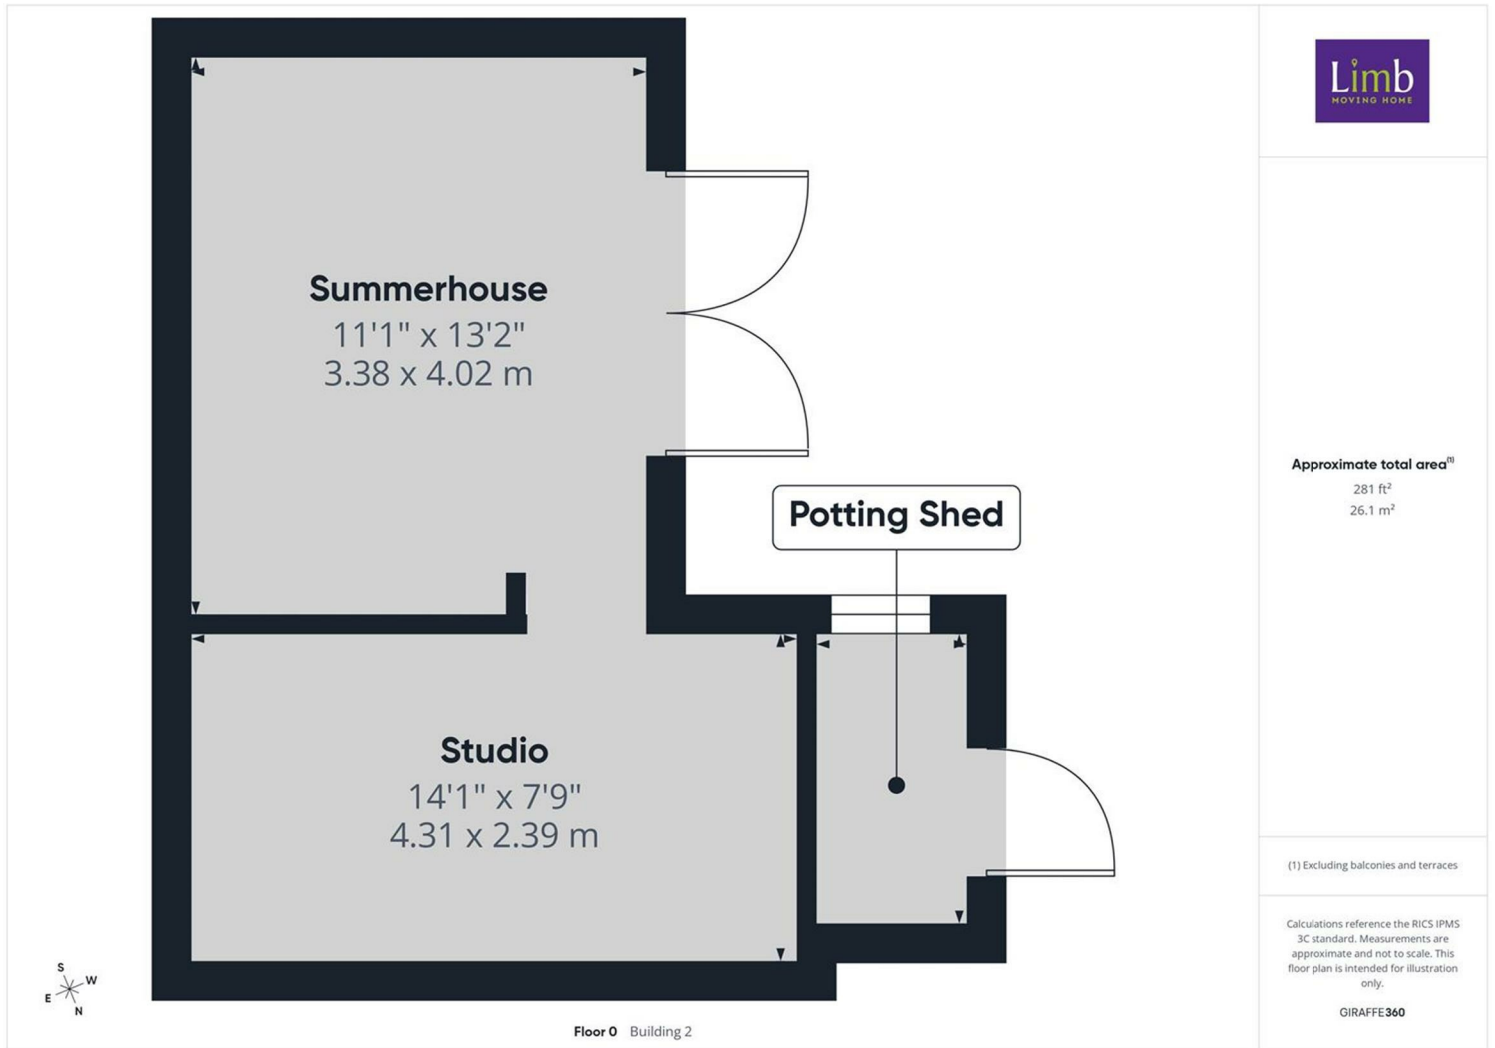 Summerhouse
11'1" x 13'2"
3.38 x 4.02 m
Potting Shed
Studio
14'1" x 7'9"
4.31 x 2.39 m
S
W
E
N
Floor 0 Building 2
Limb
MOVING HOME
Approximate total area(1)
281 ft²
26.1 m²
(1) Excluding balconies and terraces
Calculations reference the RICS IPMS
3C standard. Measurements are
approximate and not to scale. This
floor plan is intended for illustration
only.
GIRAFFE360